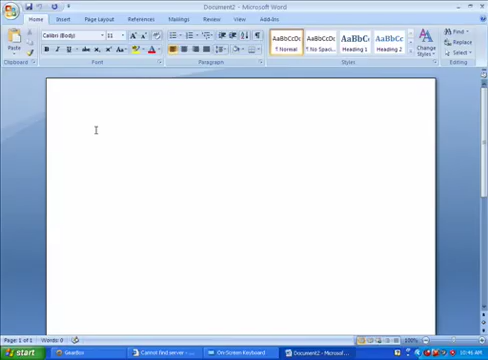 Document2 - Microsoft Word
Home Insert Page Layout References Mailings Review View Add-Ins
Paste
Calibri (Body) 11
AaBbCcDc AaBbCcDc AaBbCc AaBbCc
¶ Normal ¶ No Spaci... Heading 1 Heading 2
Change
Styles
Find
Replace
Select
Clipboard Font Paragraph Styles Editing
Page: 1 of 1 Words: 0 100%
start Cannot find server - ... On-Screen Keyboard Document2 - Microsof... 10:46 AM